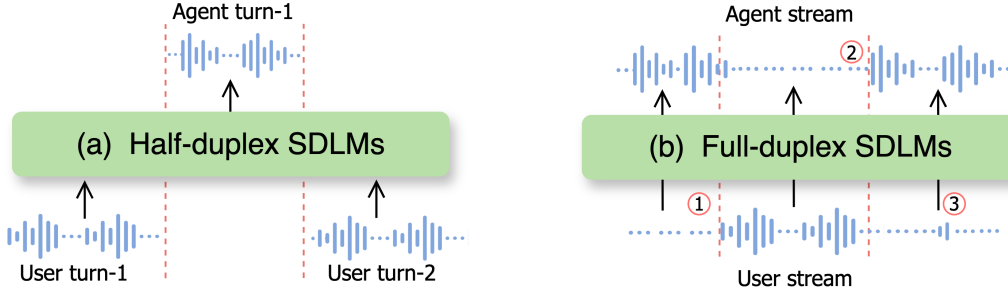 Agent turn-1
(a) Half-duplex SDLMs
User turn-1
User turn-2
Agent stream
②
(b) Full-duplex SDLMs
①
③
User stream